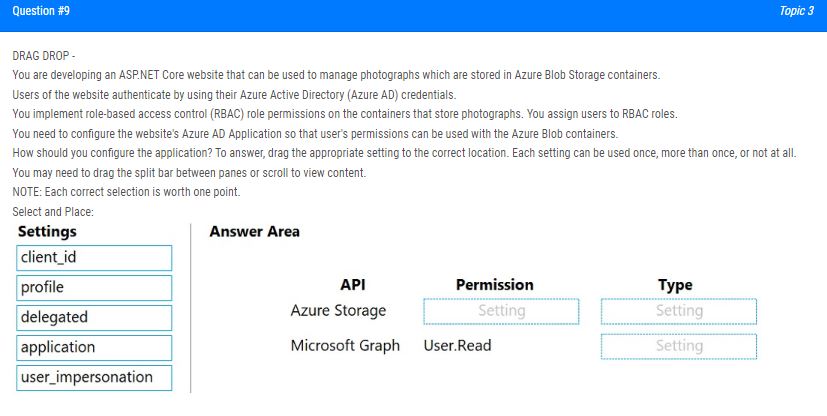 Question #9 Topic 3
DRAG DROP -
You are developing an ASP.NET Core website that can be used to manage photographs which are stored in Azure Blob Storage containers.
Users of the website authenticate by using their Azure Active Directory (Azure AD) credentials.
You implement role-based access control (RBAC) role permissions on the containers that store photographs. You assign users to RBAC roles.
You need to configure the website's Azure AD Application so that user's permissions can be used with the Azure Blob containers.
How should you configure the application? To answer, drag the appropriate setting to the correct location. Each setting can be used once, more than once, or not at all.
You may need to drag the split bar between panes or scroll to view content.
NOTE: Each correct selection is worth one point.
Select and Place:
Settings
client_id
profile
delegated
application
user_impersonation
Answer Area
API Permission Type
Azure Storage Setting Setting
Microsoft Graph User.Read Setting